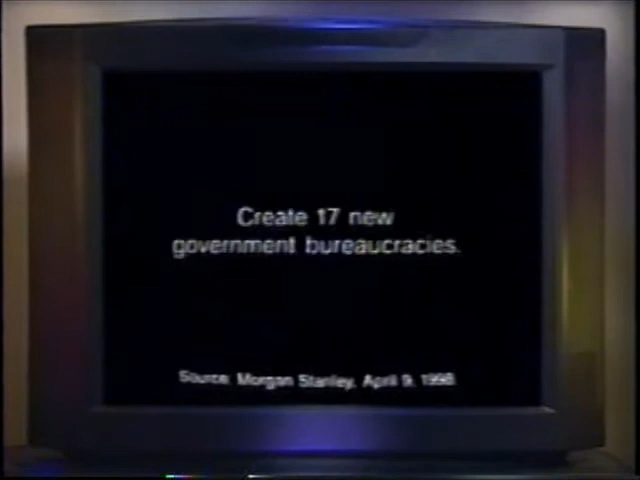 Create 17 new
government bureaucracies.
Source: Morgan Stanley, April 9, 1998